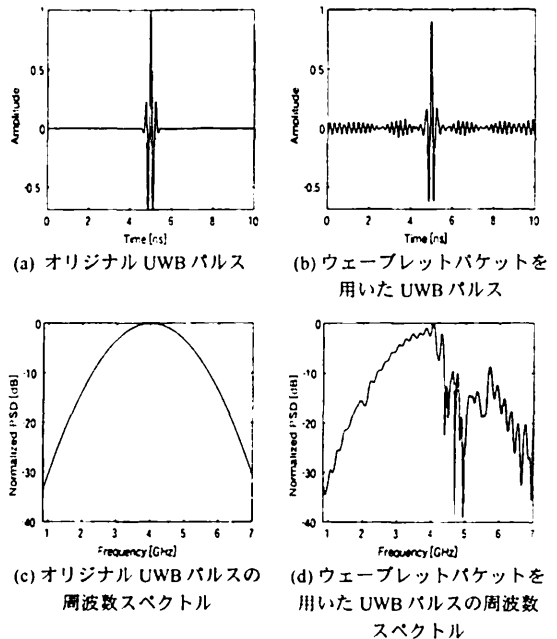 1
0.5
0
-0.5
Amplitude
0 2 4 6 8 10
Time [ns]
(a) オリジナル UWB パルス
1
0.5
0
-0.5
Amplitude
0 2 4 6 8 10
Time [ns]
(b) ウェーブレットパケットを
用いた UWB パルス
0
-10
-20
-30
-40
Normalized PSD [dB]
1 2 3 4 5 6 7
Frequency [GHz]
(c) オリジナル UWB パルスの
周波数スペクトル
0
-10
-20
-30
-40
Normalized PSD [dB]
1 2 3 4 5 6 7
Frequency [GHz]
(d) ウェーブレットパケットを
用いた UWB パルスの周波数
スペクトル